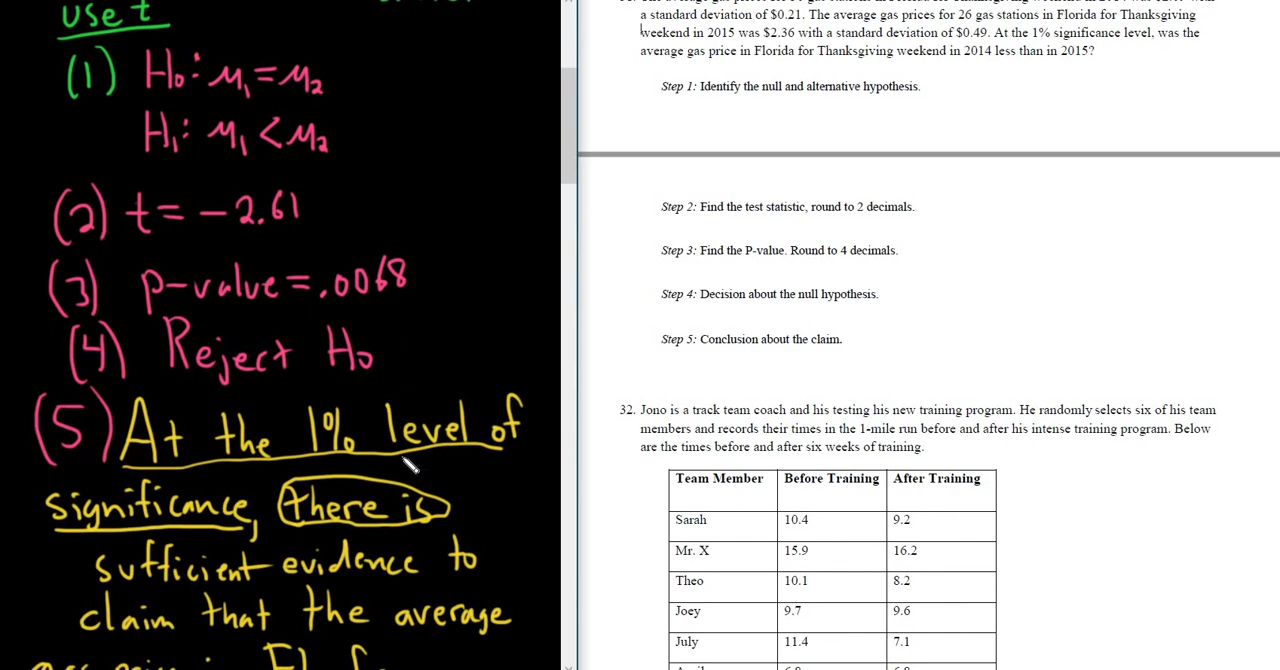 use t
(1) H₀: μ₁ = μ₂
H₁: μ₁ < μ₂
(2) t = -2.61
(3) p-value = .0068
(4) Reject H₀
(5) At the 1% level of
significance, there is
sufficient evidence to
claim that the average
a standard deviation of $0.21. The average gas prices for 26 gas stations in Florida for Thanksgiving
weekend in 2015 was $2.36 with a standard deviation of $0.49. At the 1% significance level, was the
average gas price in Florida for Thanksgiving weekend in 2014 less than in 2015?
Step 1: Identify the null and alternative hypothesis.
Step 2: Find the test statistic, round to 2 decimals.
Step 3: Find the P-value. Round to 4 decimals.
Step 4: Decision about the null hypothesis.
Step 5: Conclusion about the claim.
32. Jono is a track team coach and his testing his new training program. He randomly selects six of his team
members and records their times in the 1-mile run before and after his intense training program. Below
are the times before and after six weeks of training.
Team Member Before Training After Training
Sarah 10.4 9.2
Mr. X 15.9 16.2
Theo 10.1 8.2
Joey 9.7 9.6
July 11.4 7.1